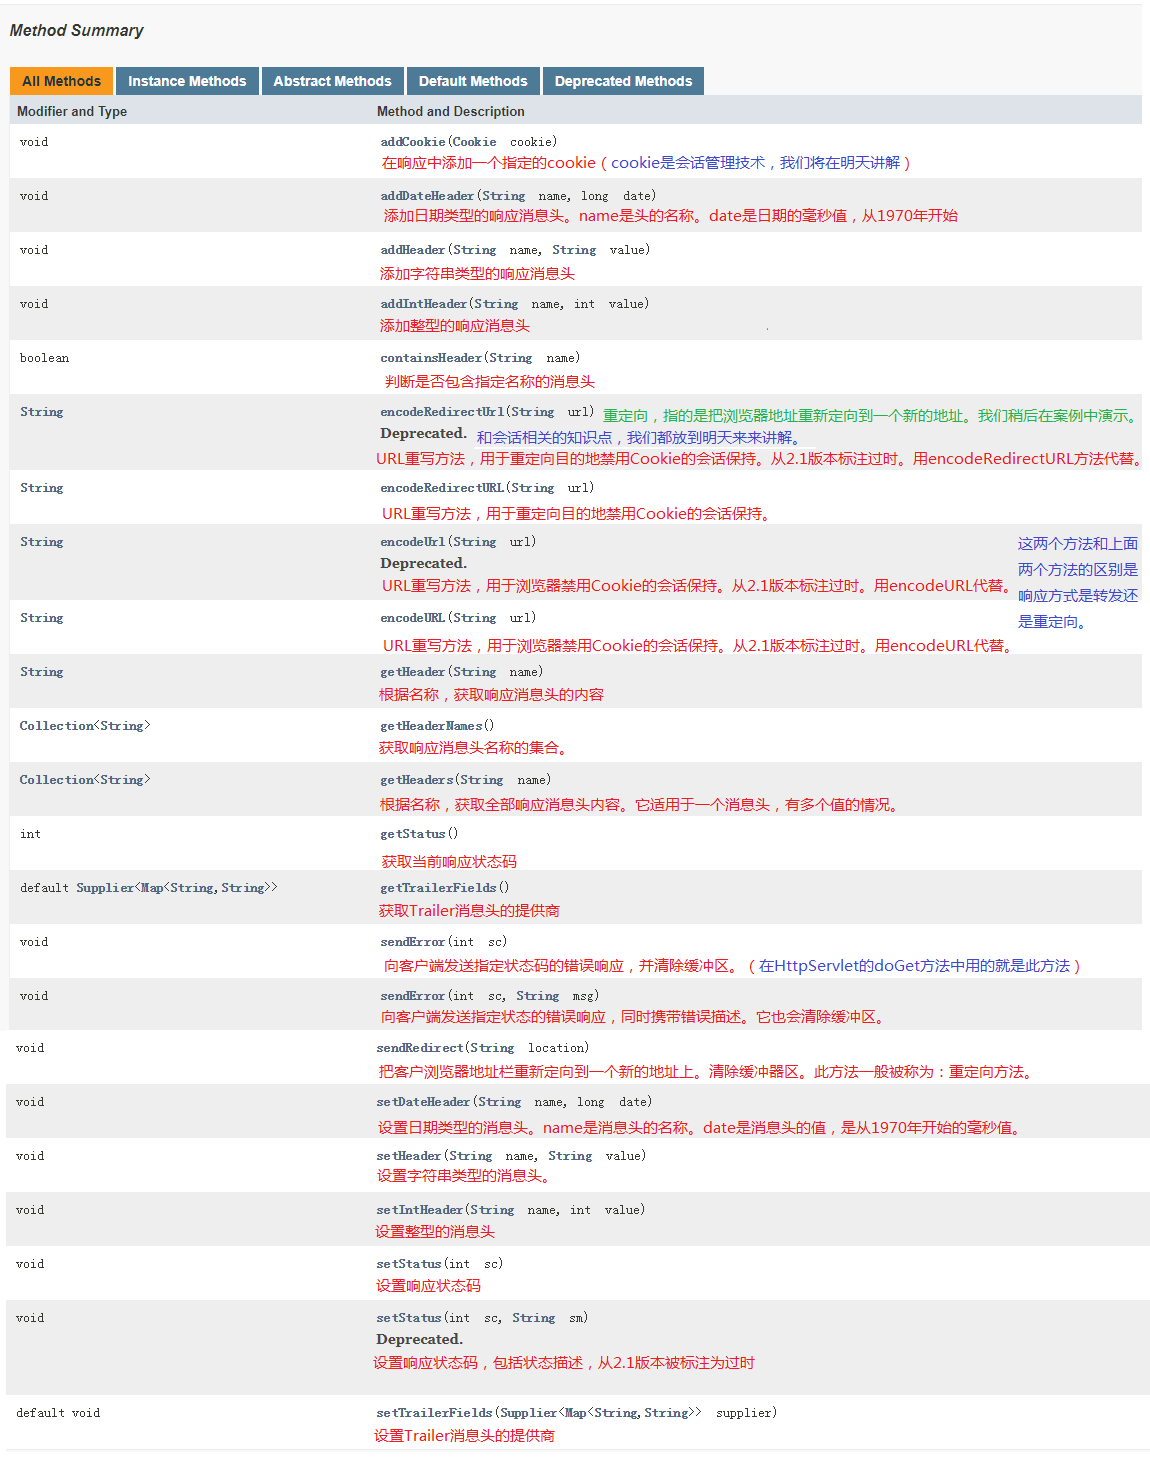 Method Summary
All Methods Instance Methods Abstract Methods Default Methods Deprecated Methods
Modifier and Type Method and Description
void addCookie(Cookie cookie)
在响应中添加一个指定的cookie（cookie是会话管理技术，我们将在明天讲解）
void addDateHeader(String name, long date)
添加日期类型的响应消息头。name是头的名称。date是日期的毫秒值，从1970年开始
void addHeader(String name, String value)
添加字符串类型的响应消息头
void addIntHeader(String name, int value)
添加整型的响应消息头
boolean containsHeader(String name)
判断是否包含指定名称的消息头
String encodeRedirectUrl(String url) 重定向，指的是把浏览器地址重新定向到一个新的地址。我们稍后在案例中演示。
Deprecated. 和会话相关的知识点，我们都放到明天来来讲解。
URL重写方法，用于重定向目的地禁用Cookie的会话保持。从2.1版本标注过时。用encodeRedirectURL方法代替。
String encodeRedirectURL(String url)
URL重写方法，用于重定向目的地禁用Cookie的会话保持。
String encodeUrl(String url)
Deprecated.
URL重写方法，用于浏览器禁用Cookie的会话保持。从2.1版本标注过时。用encodeURL代替。
这两个方法和上面
两个方法的区别是
响应方式是转发还
是重定向。
String encodeURL(String url)
URL重写方法，用于浏览器禁用Cookie的会话保持。从2.1版本标注过时。用encodeURL代替。
String getHeader(String name)
根据名称，获取响应消息头的内容
Collection<String> getHeaderNames()
获取响应消息头名称的集合。
Collection<String> getHeaders(String name)
根据名称，获取全部响应消息头内容。它适用于一个消息头，有多个值的情况。
int getStatus()
获取当前响应状态码
default Supplier<Map<String,String>> getTrailerFields()
获取Trailer消息头的提供商
void sendError(int sc)
向客户端发送指定状态码的错误响应，并清除缓冲区。（在HttpServlet的doGet方法中用的就是此方法）
void sendError(int sc, String msg)
向客户端发送指定状态的错误响应，同时携带错误描述。它也会清除缓冲区。
void sendRedirect(String location)
把客户浏览器地址栏重新定向到一个新的地址上。清除缓冲器区。此方法一般被称为：重定向方法。
void setDateHeader(String name, long date)
设置日期类型的消息头。name是消息头的名称。date是消息头的值，是从1970年开始的毫秒值。
void setHeader(String name, String value)
设置字符串类型的消息头。
void setIntHeader(String name, int value)
设置整型的消息头
void setStatus(int sc)
设置响应状态码
void setStatus(int sc, String sm)
Deprecated.
设置响应状态码，包括状态描述，从2.1版本被标注为过时
default void setTrailerFields(Supplier<Map<String,String>> supplier)
设置Trailer消息头的提供商